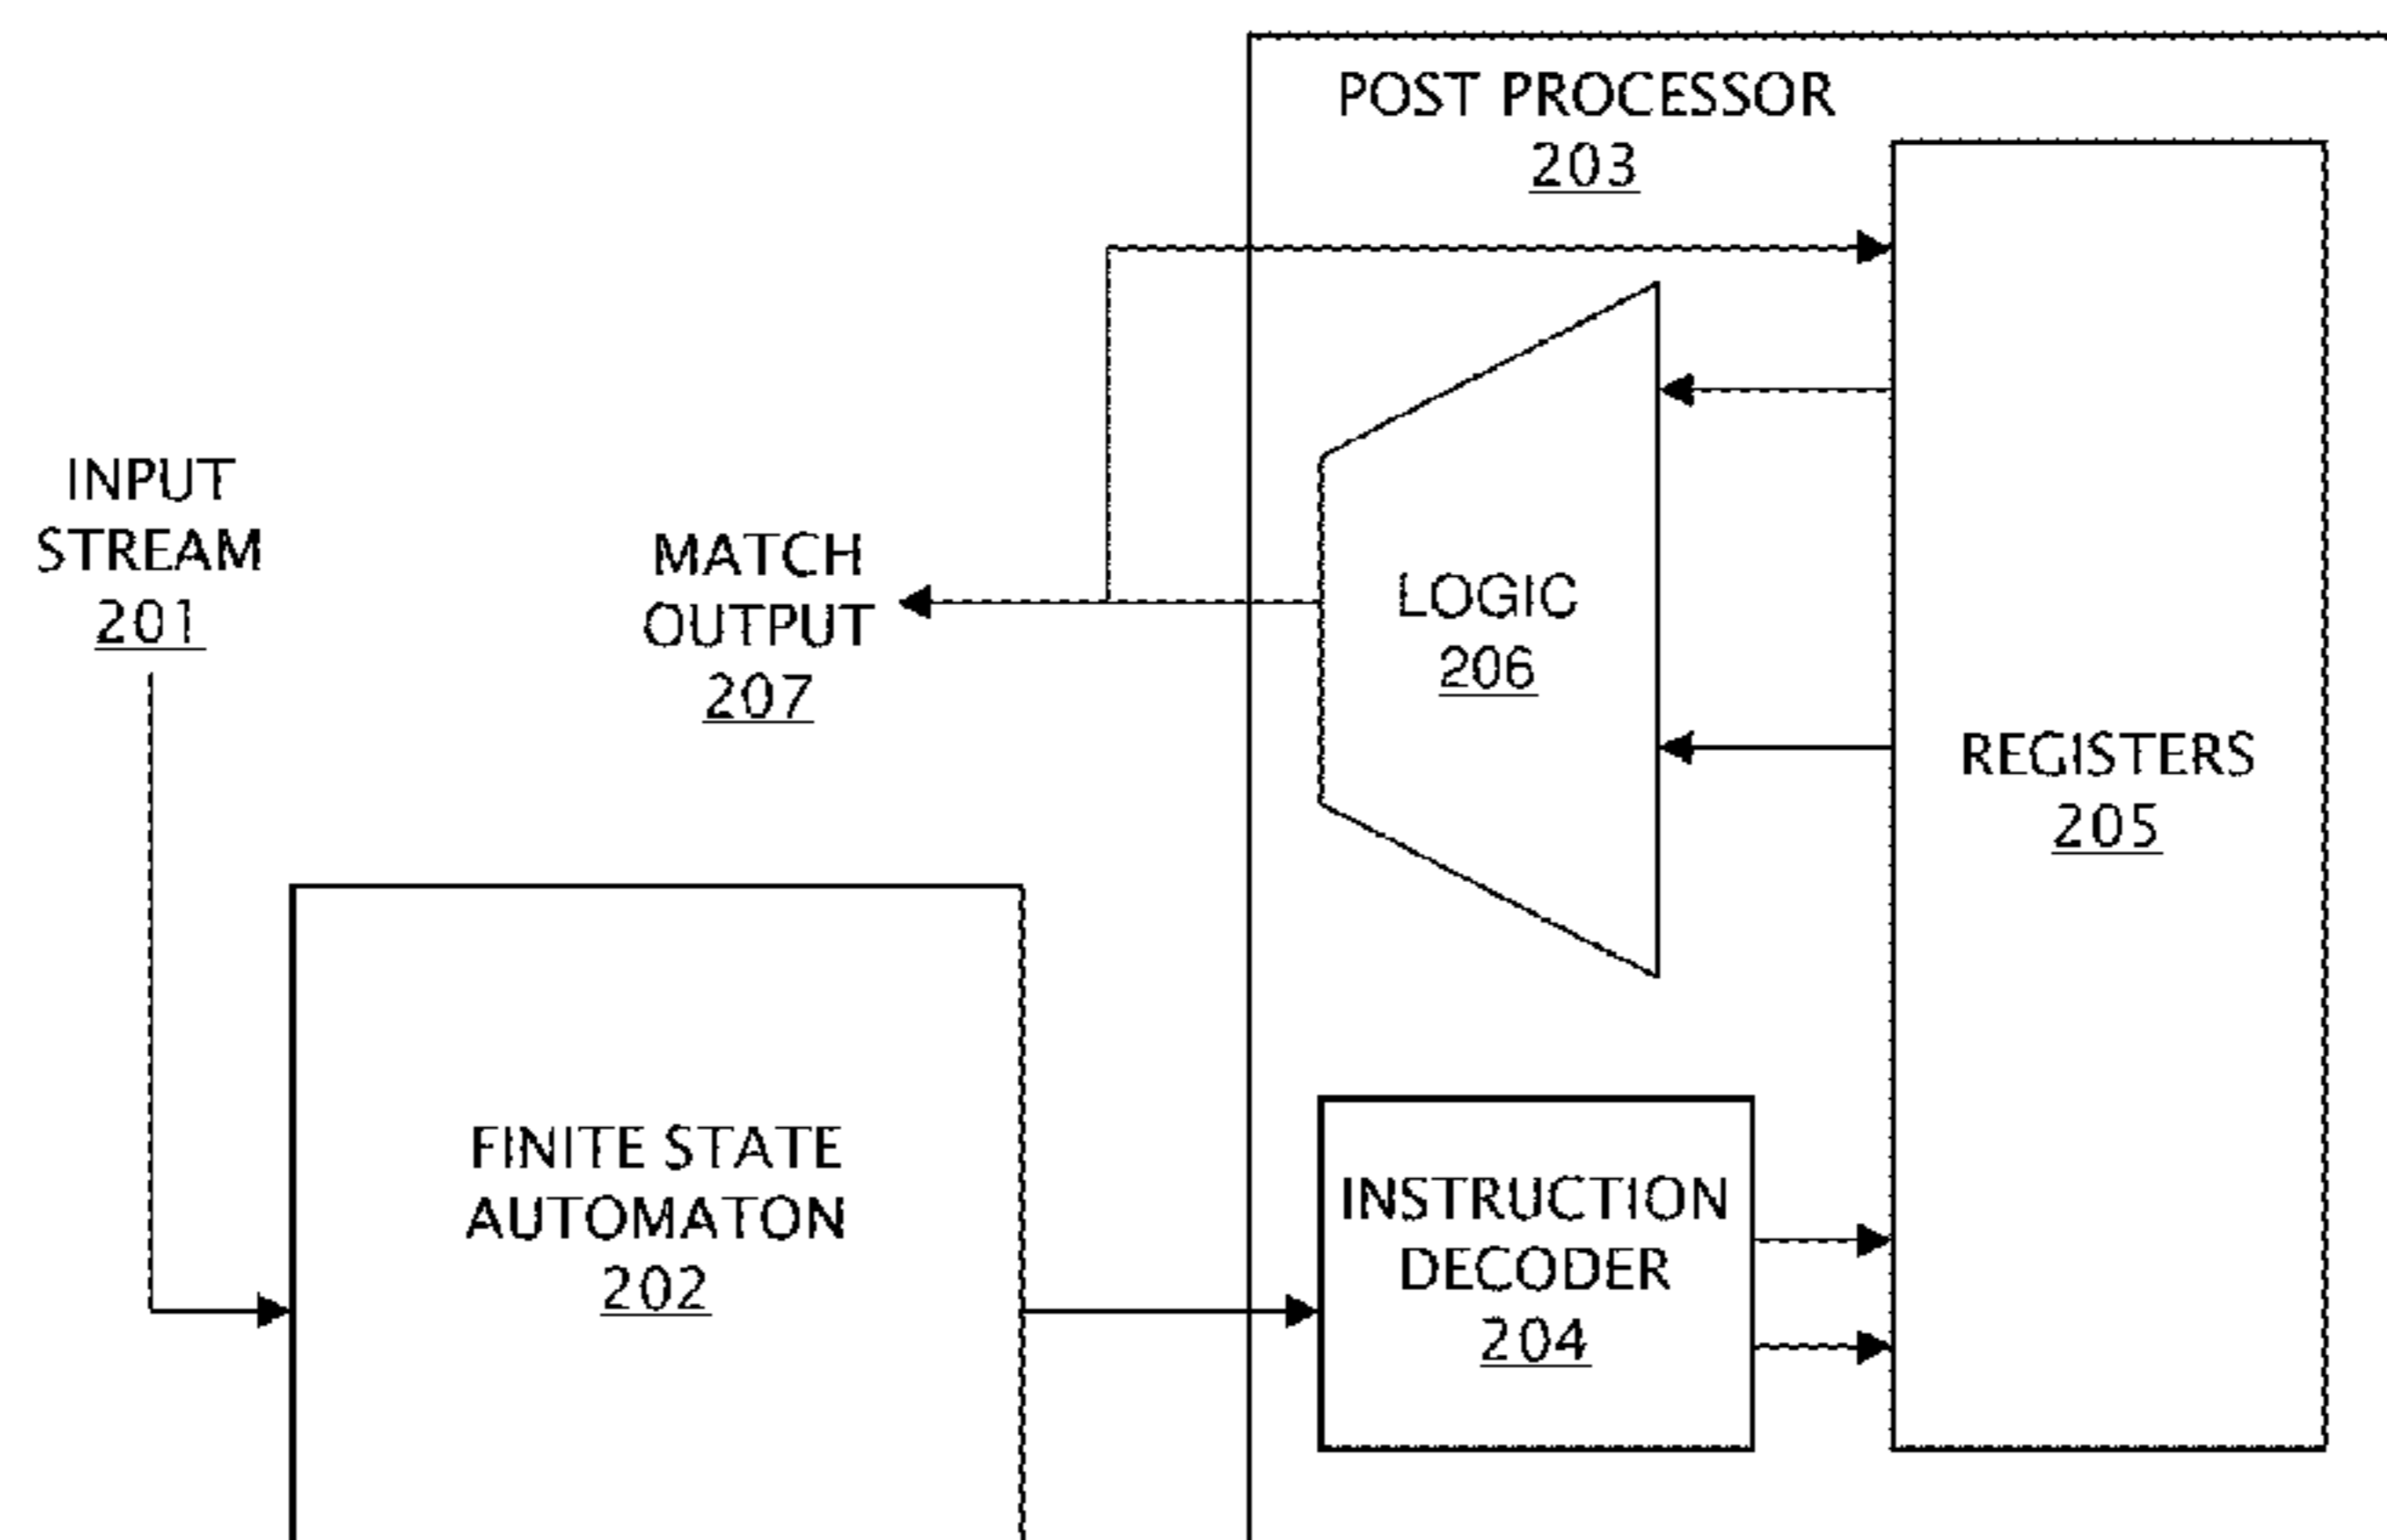 POST PROCESSOR
203
INPUT
STREAM
201
MATCH
OUTPUT
207
LOGIC
206
REGISTERS
205
FINITE STATE
AUTOMATON
202
INSTRUCTION
DECODER
204